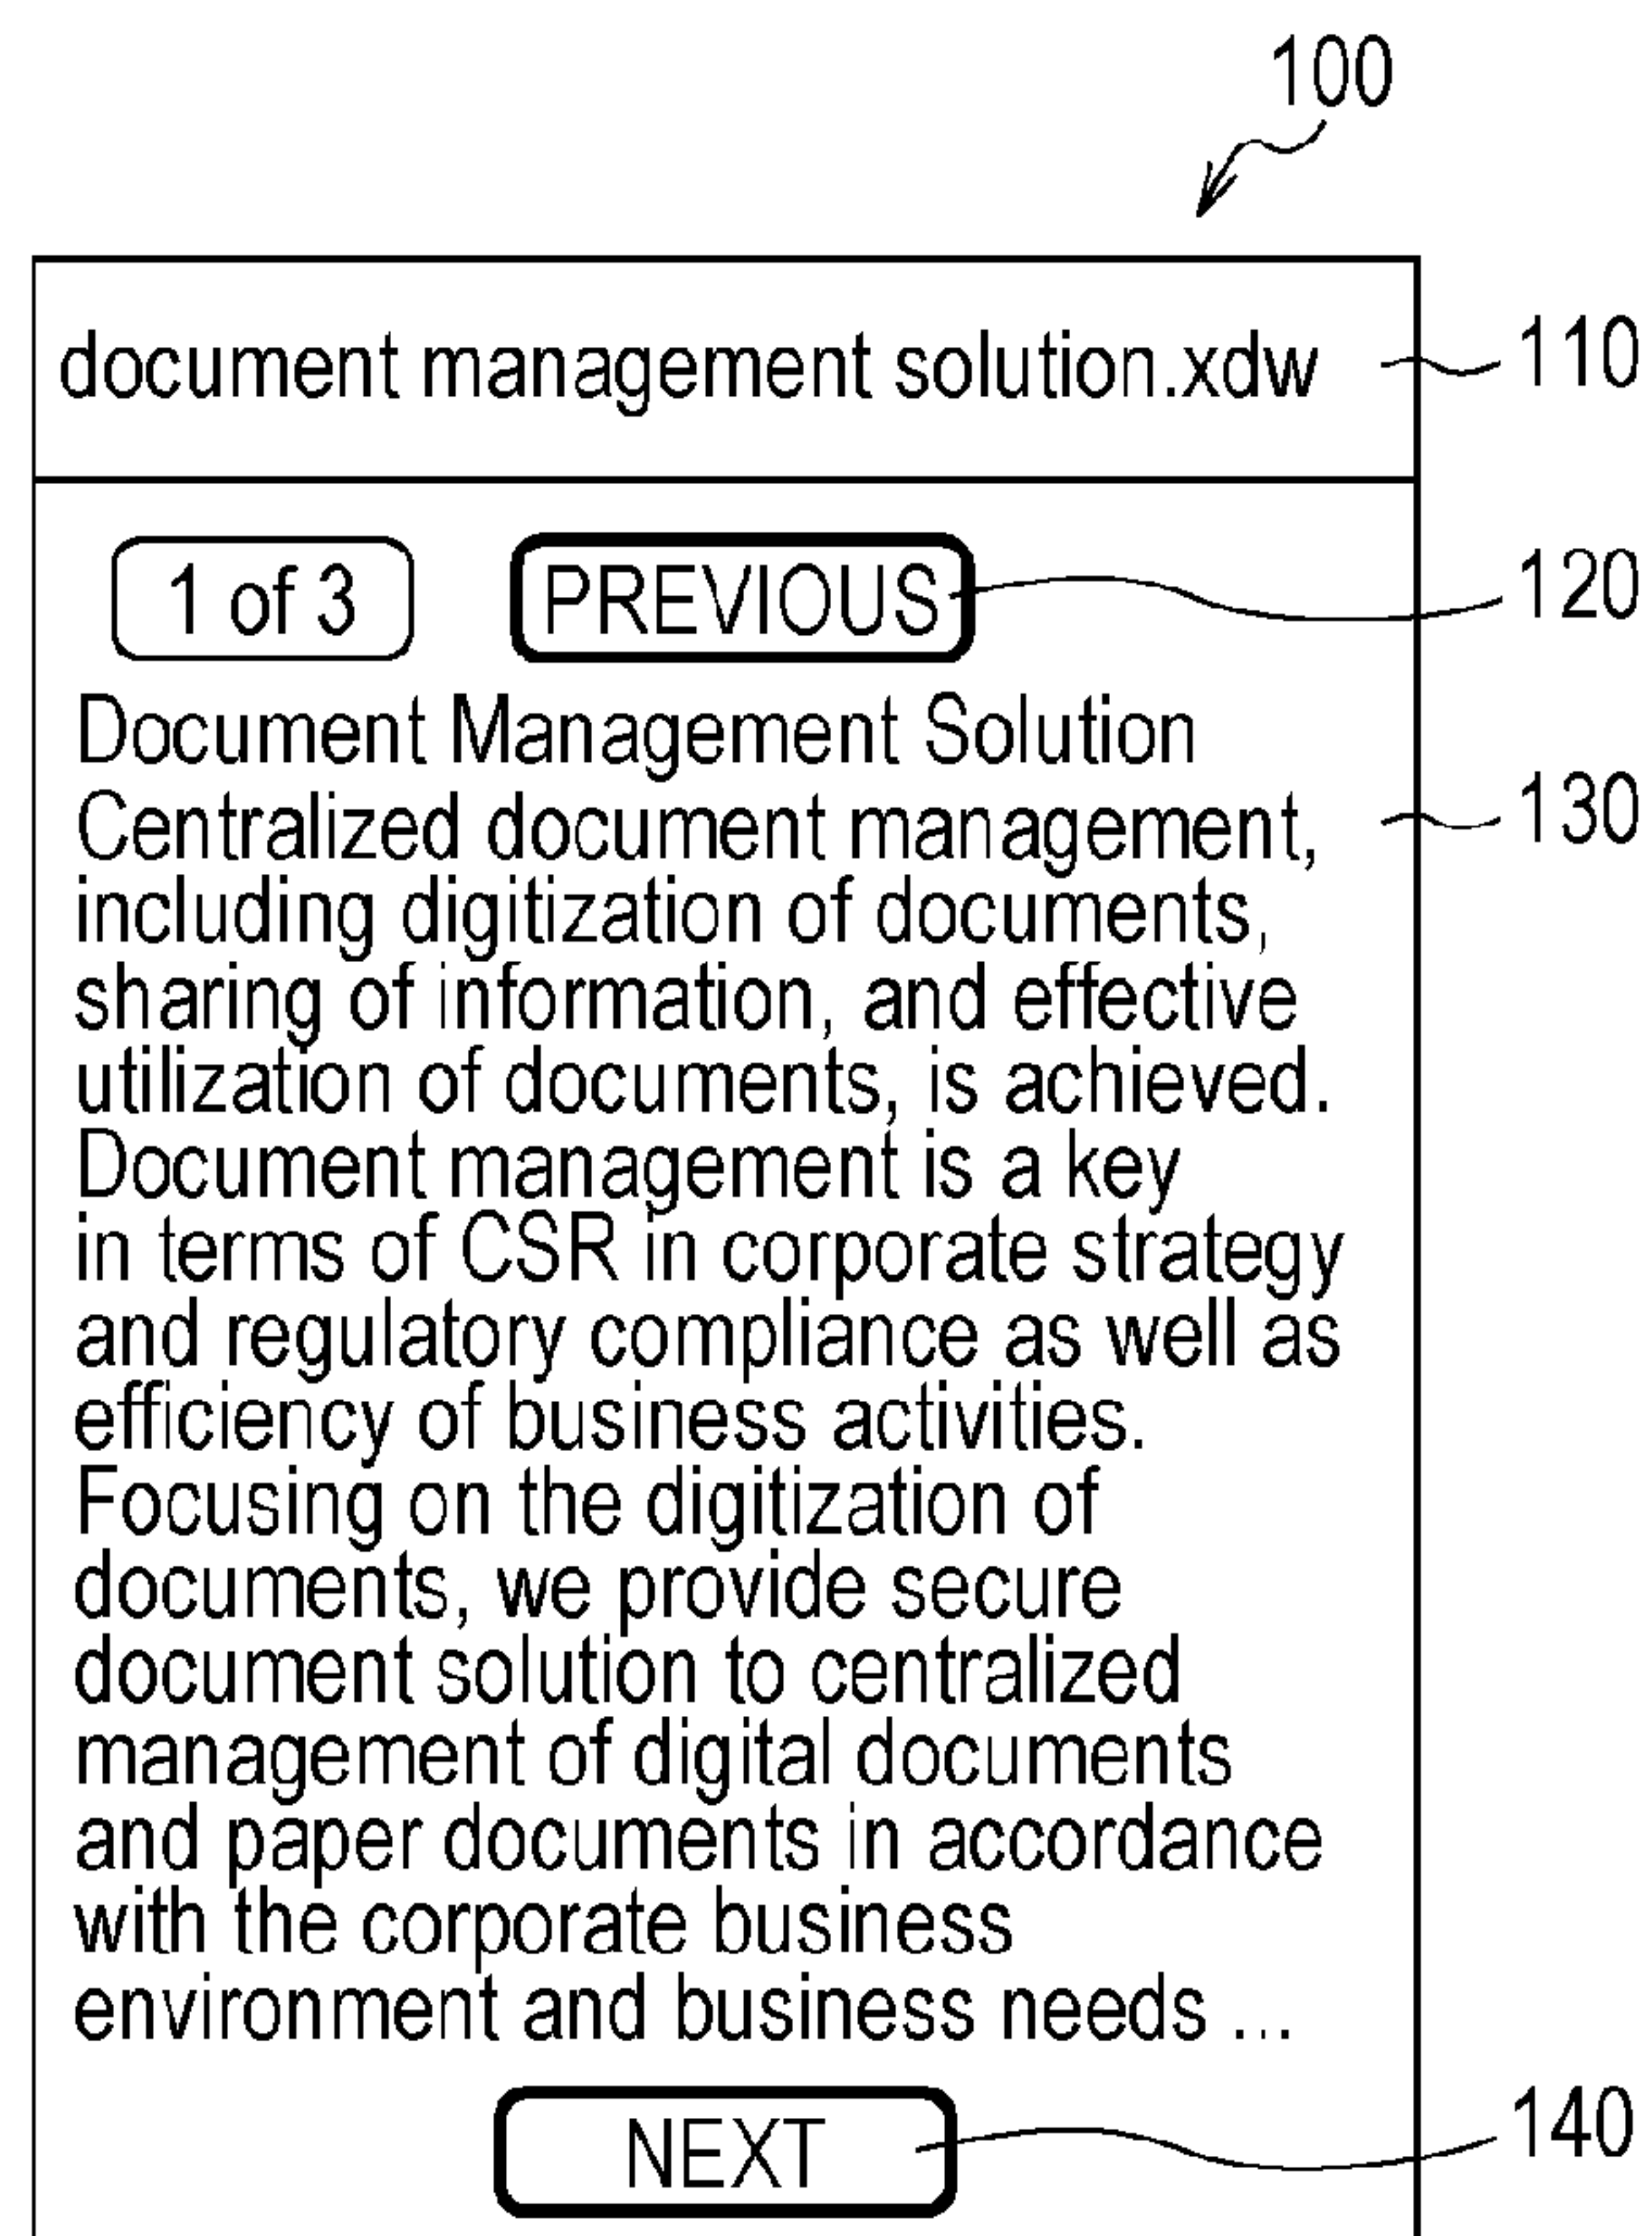 100
document management solution.xdw 110
1 of 3 PREVIOUS 120
Document Management Solution
Centralized document management, 130
including digitization of documents,
sharing of information, and effective
utilization of documents, is achieved.
Document management is a key
in terms of CSR in corporate strategy
and regulatory compliance as well as
efficiency of business activities.
Focusing on the digitization of
documents, we provide secure
document solution to centralized
management of digital documents
and paper documents in accordance
with the corporate business
environment and business needs ...
NEXT 140